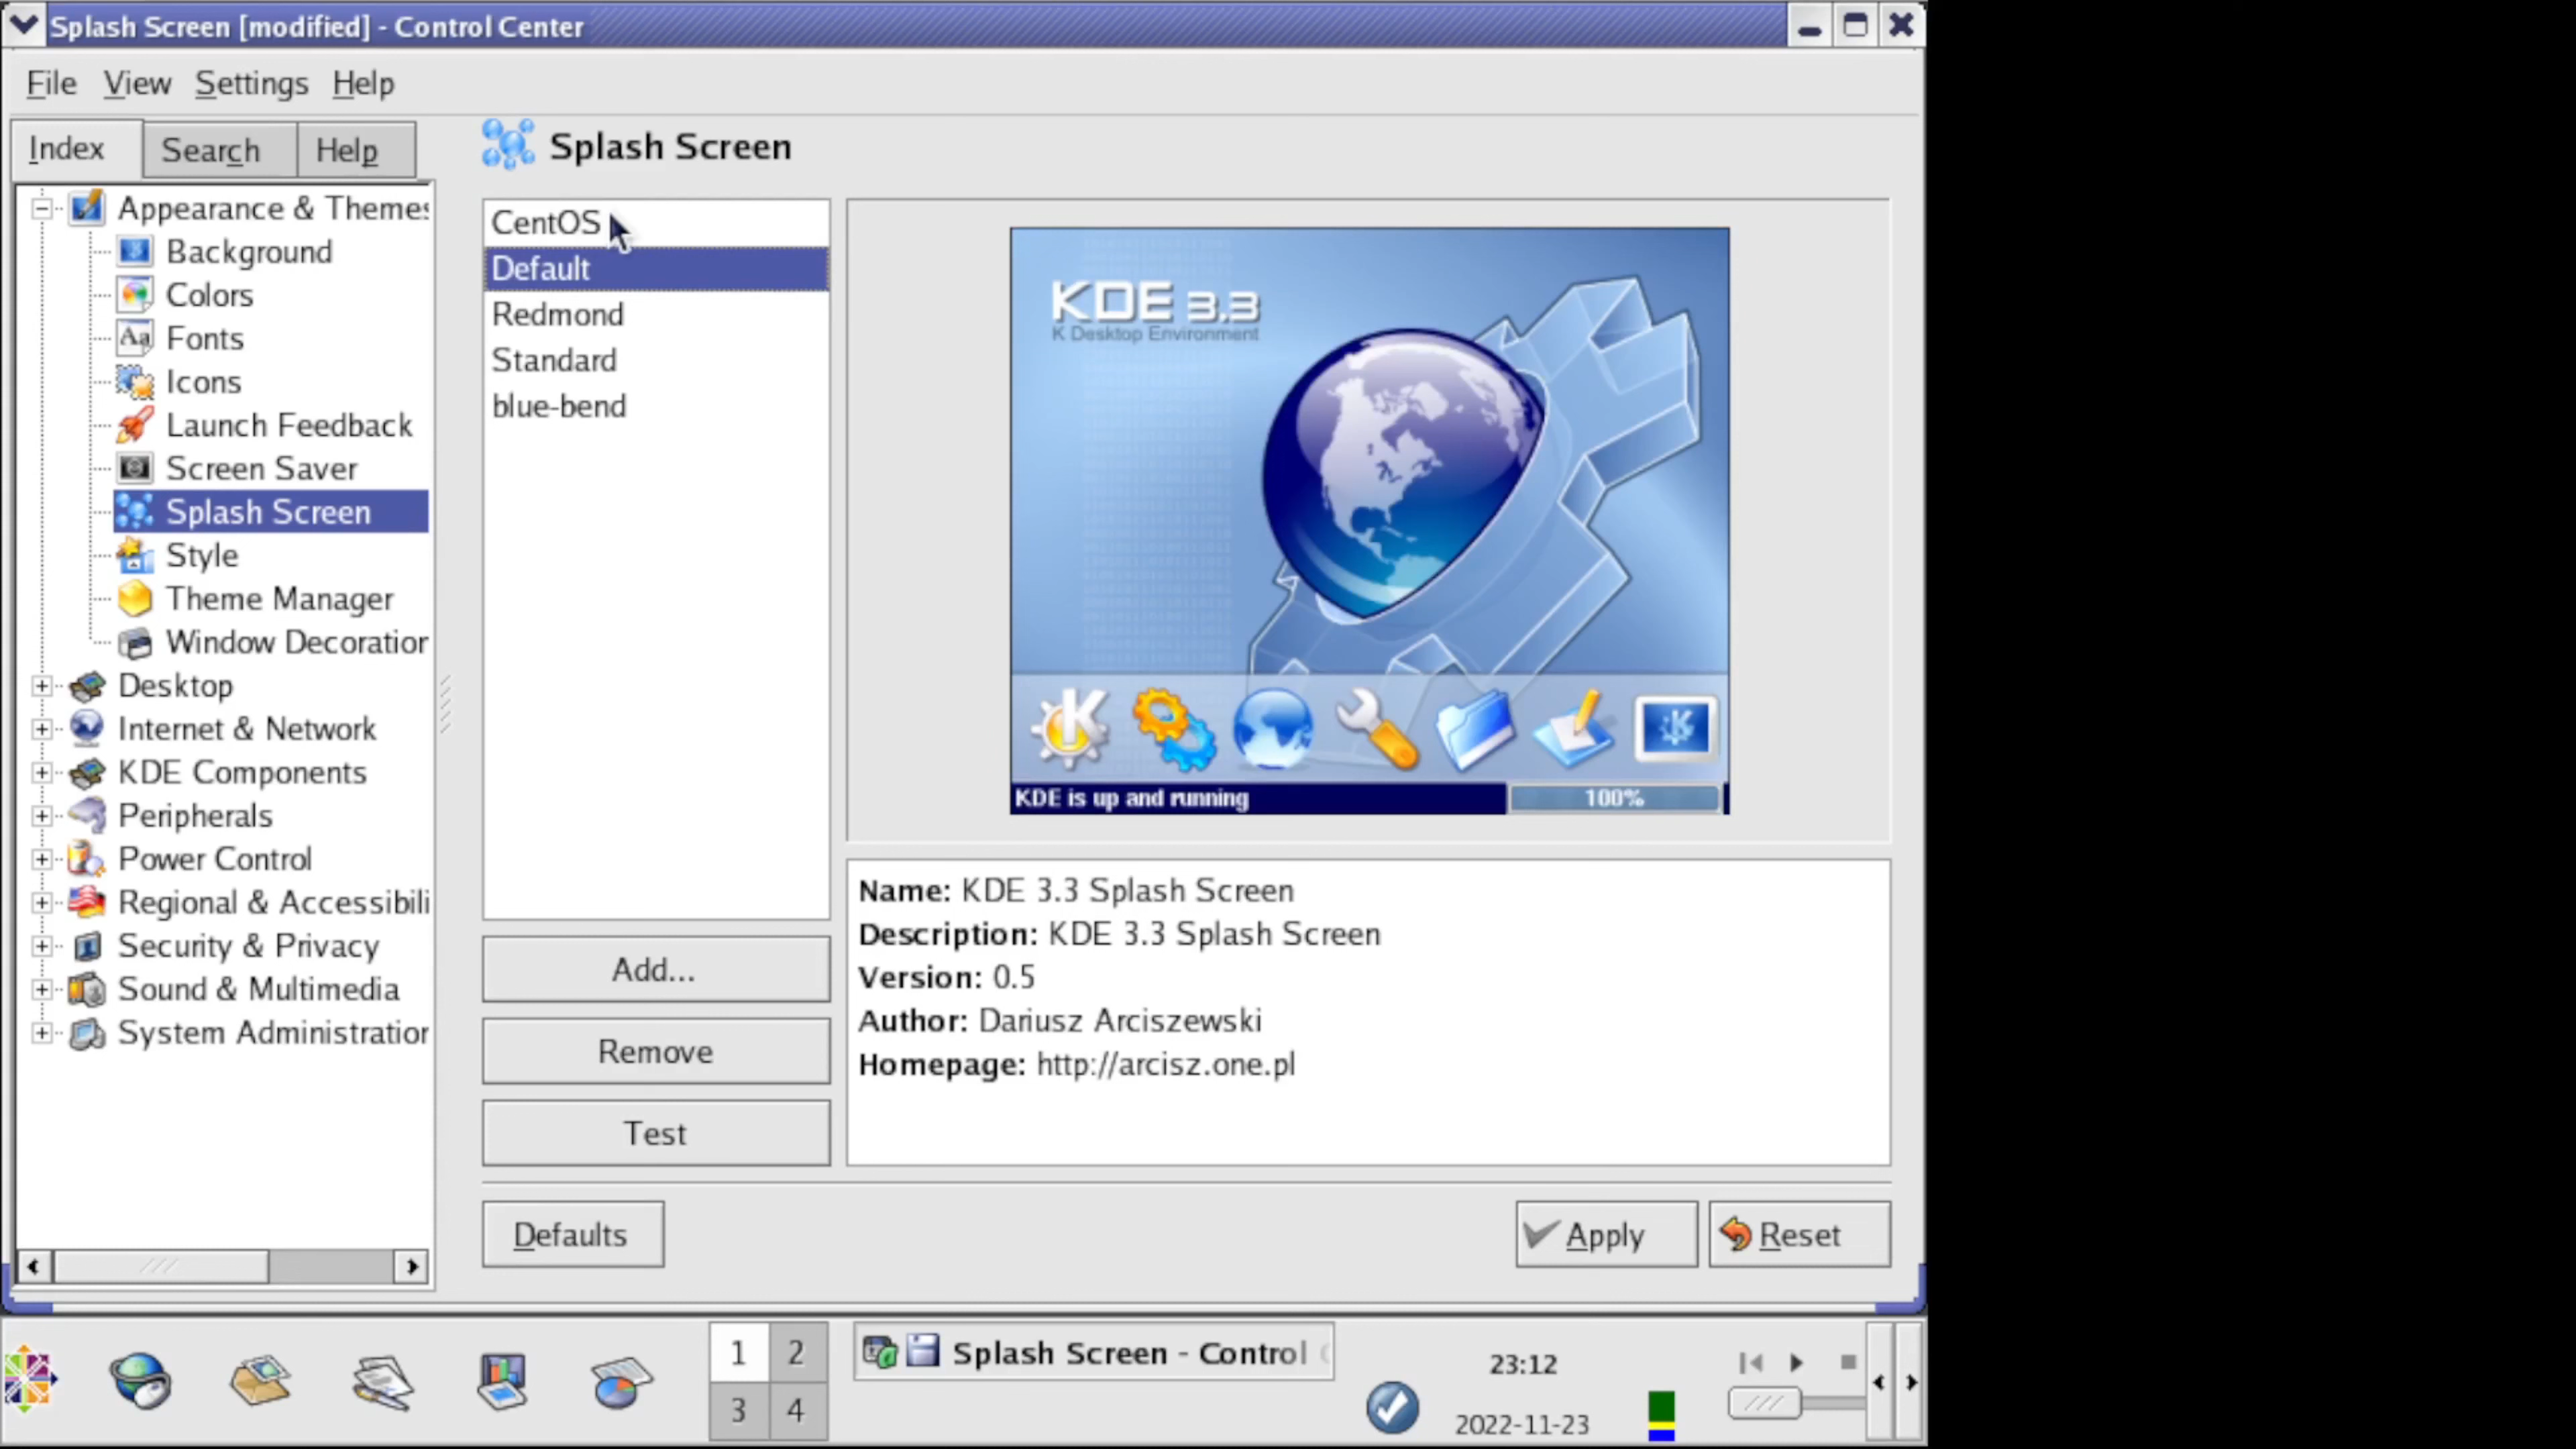 Splash Screen [modified] - Control Center
File View Settings Help
Index Search Help
Splash Screen
Appearance & Themes
Background
Colors
Fonts
Icons
Launch Feedback
Screen Saver
Splash Screen
Style
Theme Manager
Window Decoration
Desktop
Internet & Network
KDE Components
Peripherals
Power Control
Regional & Accessibili
Security & Privacy
Sound & Multimedia
System Administration
CentOS
Default
Redmond
Standard
blue-bend
Add...
Remove
Test
KDE 3.3
K Desktop Environment
KDE is up and running 100%
Name: KDE 3.3 Splash Screen
Description: KDE 3.3 Splash Screen
Version: 0.5
Author: Dariusz Arciszewski
Homepage: http://arcisz.one.pl
Defaults Apply Reset
1 2
3 4
Splash Screen - Control
23:12
2022-11-23